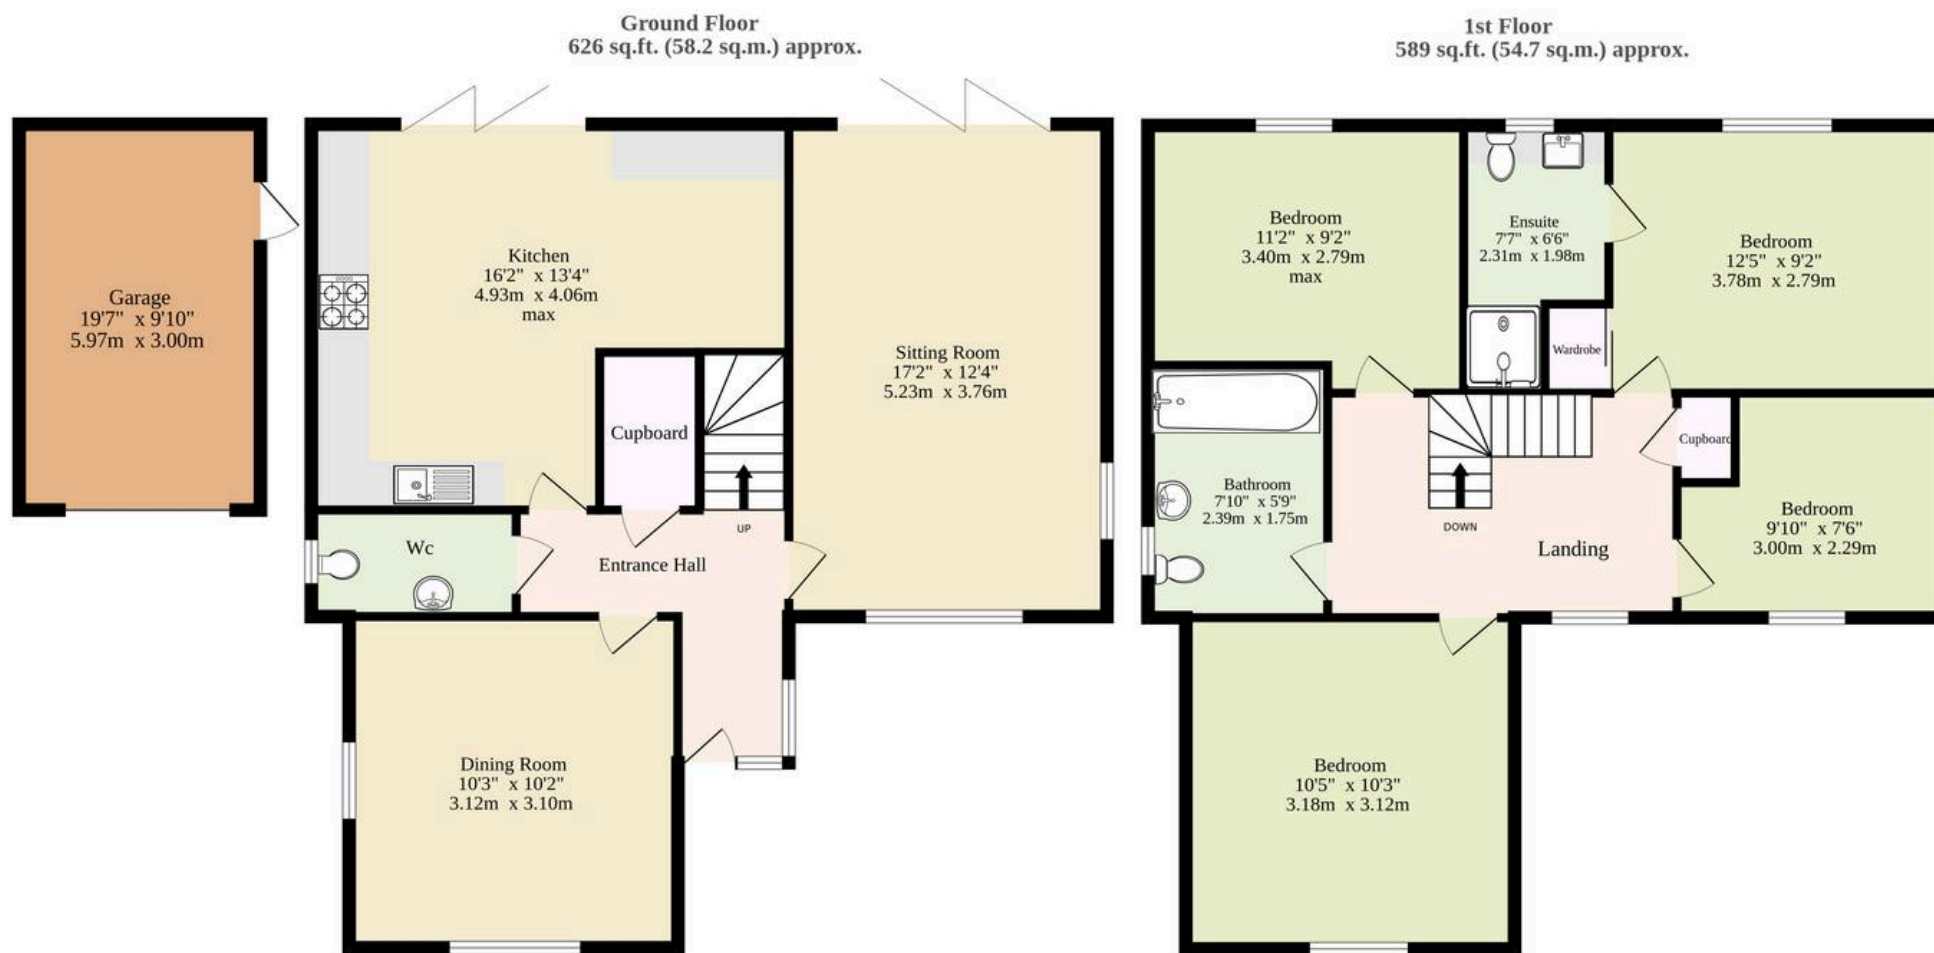 Ground Floor
626 sq.ft. (58.2 sq.m.) approx.
Garage
19'7" x 9'10"
5.97m x 3.00m
Kitchen
16'2" x 13'4"
4.93m x 4.06m
max
Sitting Room
17'2" x 12'4"
5.23m x 3.76m
Cupboard
UP
Wc
Entrance Hall
Dining Room
10'3" x 10'2"
3.12m x 3.10m
1st Floor
589 sq.ft. (54.7 sq.m.) approx.
Bedroom
11'2" x 9'2"
3.40m x 2.79m
max
Ensuite
7'7" x 6'6"
2.31m x 1.98m
Bedroom
12'5" x 9'2"
3.78m x 2.79m
Wardrobe
Cupboard
Bathroom
7'10" x 5'9"
2.39m x 1.75m
DOWN
Landing
Bedroom
9'10" x 7'6"
3.00m x 2.29m
Bedroom
10'5" x 10'3"
3.18m x 3.12m